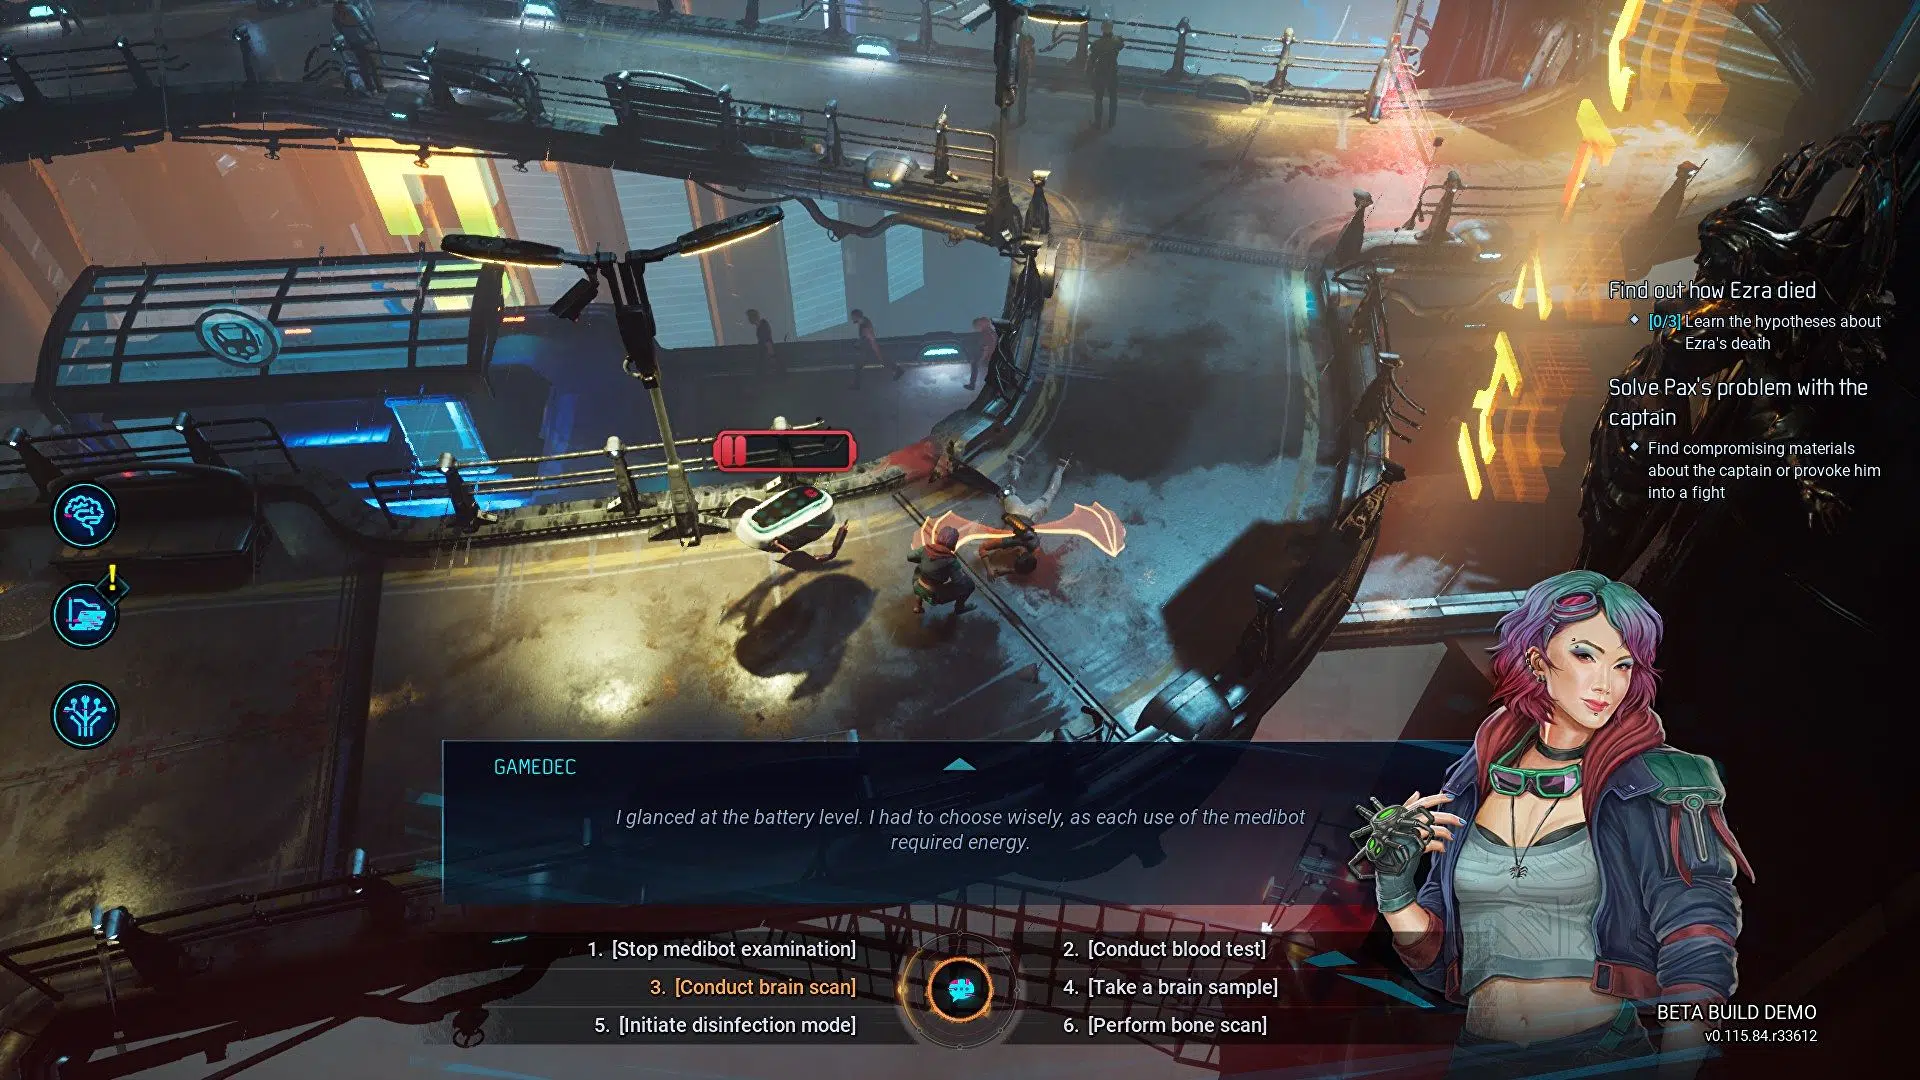 Find out how Ezra died
[0/3] Learn the hypotheses about
Ezra's death
Solve Pax's problem with the
captain
Find compromising materials
about the captain or provoke him
into a fight
!
GAMEDEC
I glanced at the battery level. I had to choose wisely, as each use of the medibot
required energy.
1. [Stop medibot examination]
2. [Conduct blood test]
3. [Conduct brain scan]
4. [Take a brain sample]
5. [Initiate disinfection mode]
6. [Perform bone scan]
BETA BUILD DEMO
v0.115.84.r33612